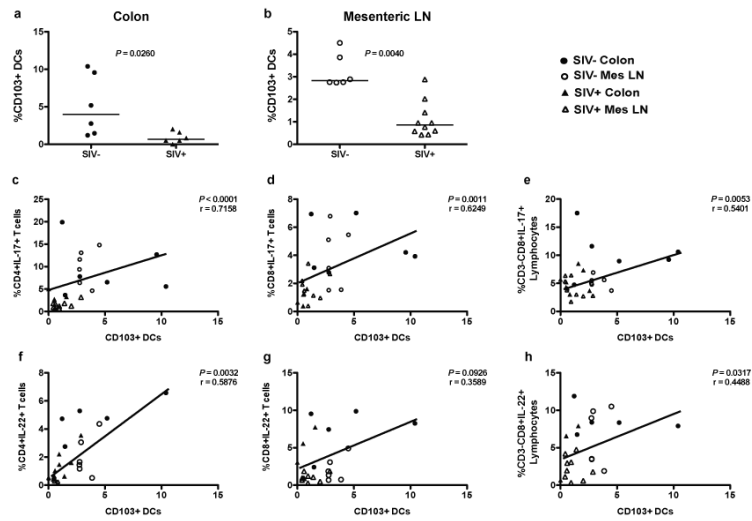 a Colon
b Mesenteric LN
%CD103+ DCs
15
10
5
0
P = 0.0260
SIV- SIV+
%CD103+ DCs
5
4
3
2
1
0
P = 0.0040
SIV- SIV+
SIV- Colon
SIV- Mes LN
SIV+ Colon
SIV+ Mes LN
c
%CD4+IL-17+ T cells
25
20
15
10
5
0
P < 0.0001
r = 0.7158
0 5 10 15
CD103+ DCs
d
%CD8+IL-17+ T cells
8
6
4
2
0
P = 0.0011
r = 0.6249
0 5 10 15
CD103+ DCs
e
%CD3-CD8+IL-17+
Lymphocytes
20
15
10
5
0
P = 0.0053
r = 0.5401
0 5 10 15
CD103+ DCs
f
%CD4+IL-22+ T cells
8
6
4
2
0
P = 0.0032
r = 0.5876
0 5 10 15
CD103+ DCs
g
%CD8+IL-22+ T cells
15
10
5
0
P = 0.0926
r = 0.3589
0 5 10 15
CD103+ DCs
h
%CD3-CD8+IL-22+
Lymphocytes
15
10
5
0
P = 0.0317
r = 0.4488
0 5 10 15
CD103+ DCs